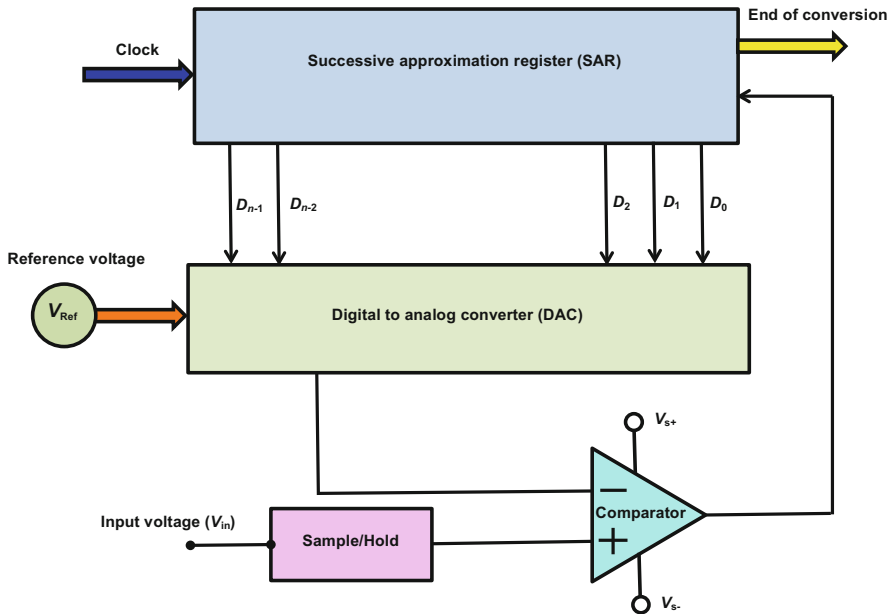 Clock
Successive approximation register (SAR)
End of conversion
Dn-1
Dn-2
D2
D1
D0
Reference voltage
VRef
Digital to analog converter (DAC)
Vs+
Input voltage (Vin)
Sample/Hold
−
Comparator
+
Vs-